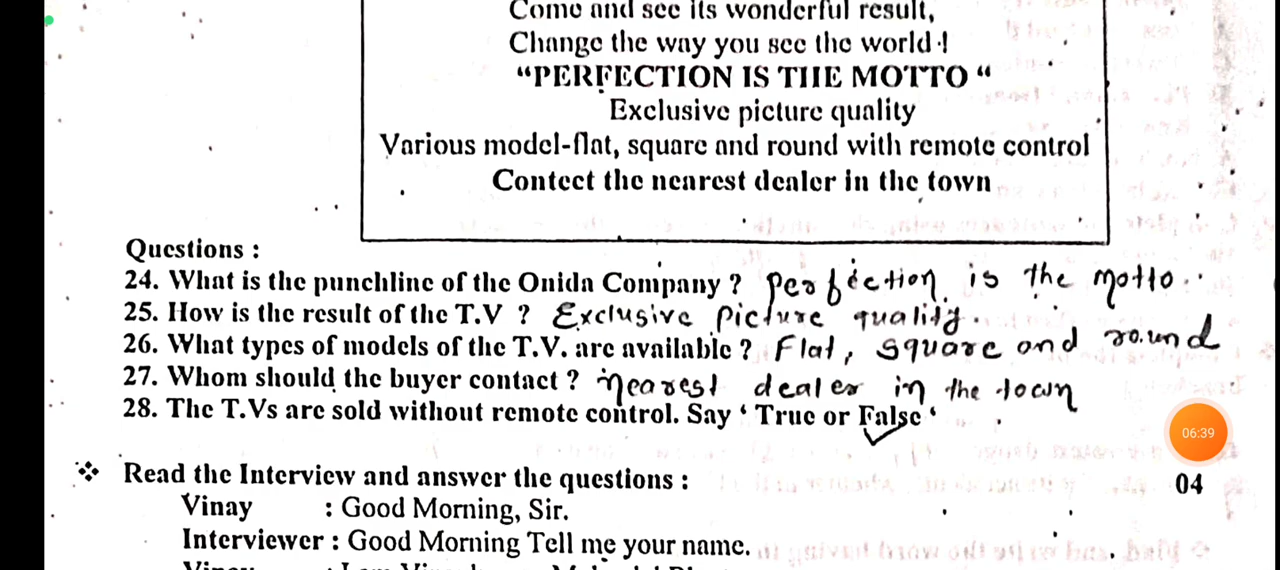 Come and see its wonderful result,
Change the way you see the world !
“PERFECTION IS THE MOTTO “
Exclusive picture quality
Various model-flat, square and round with remote control
Contect the nearest dealer in the town
Questions :
24. What is the punchline of the Onida Company ? Perfection is the motto.
25. How is the result of the T.V ? Exclusive picture quality.
26. What types of models of the T.V. are available ? Flat, square and round
27. Whom should the buyer contact ? nearest dealer in the town
28. The T.Vs are sold without remote control. Say ‘ True or False ‘
06:39
❖ Read the Interview and answer the questions : 04
Vinay : Good Morning, Sir.
Interviewer : Good Morning Tell me your name.